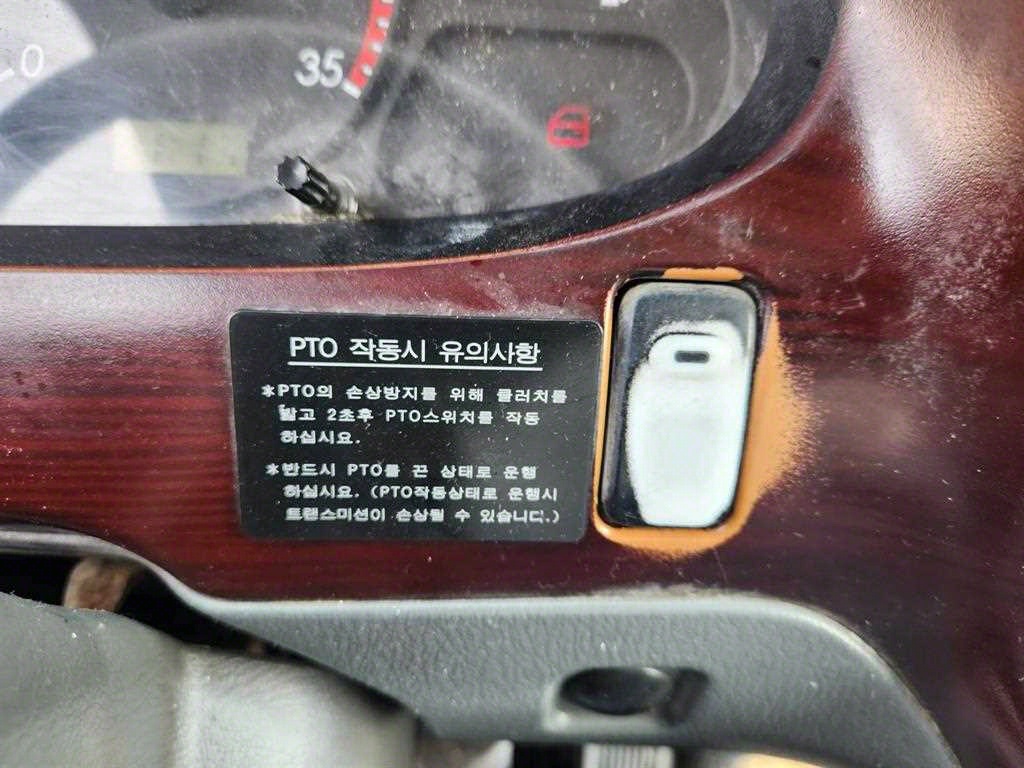 35
PTO 작동시 유의사항
*PTO의 손상방지를 위해 클러치를
밟고 2초후 PTO스위치를 작동
하십시요.
*반드시 PTO를 끈 상태로 운행
하십시요. (PTO작동상태로 운행시
트랜스미션이 손상될 수 있습니다.)